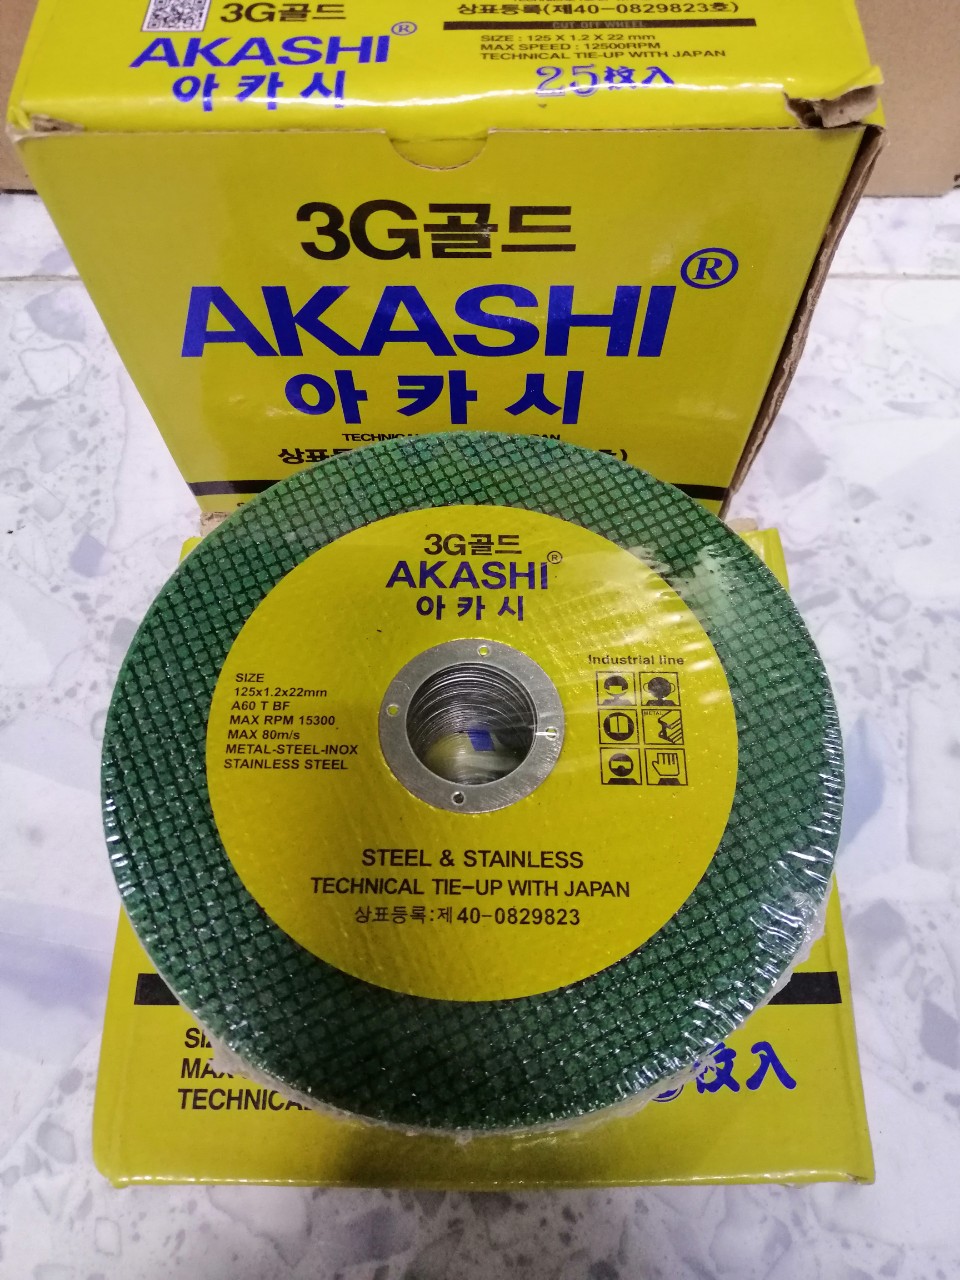 3G골드
AKASHI®
아카시
상표등록(제40-0829823호)
CUT OFF WHEEL
SIZE : 125 X 1.2 X 22 mm
MAX SPEED : 12500RPM
TECHNICAL TIE-UP WITH JAPAN
25枚入
3G골드
AKASHI®
아카시
3G골드
AKASHI®
아카시
SIZE
125x1.2x22mm
A60 T BF
MAX RPM 15300
MAX 80m/s
METAL-STEEL-INOX
STAINLESS STEEL
Industrial line
METAL
STEEL & STAINLESS
TECHNICAL TIE-UP WITH JAPAN
상표등록:제40-0829823
枚入